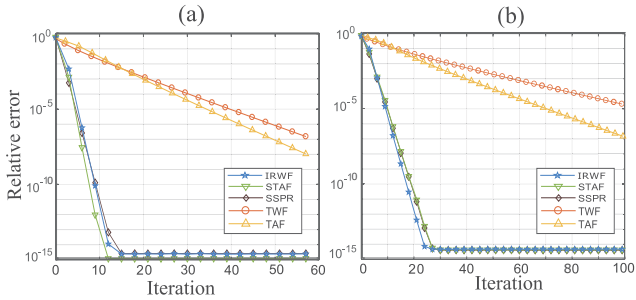 (a)
10^0
10^-5
10^-10
10^-15
Relative error
0 10 20 30 40 50 60
Iteration
IRWF
STAF
SSPR
TWF
TAF
(b)
10^0
10^-5
10^-10
10^-15
0 20 40 60 80 100
Iteration
IRWF
STAF
SSPR
TWF
TAF